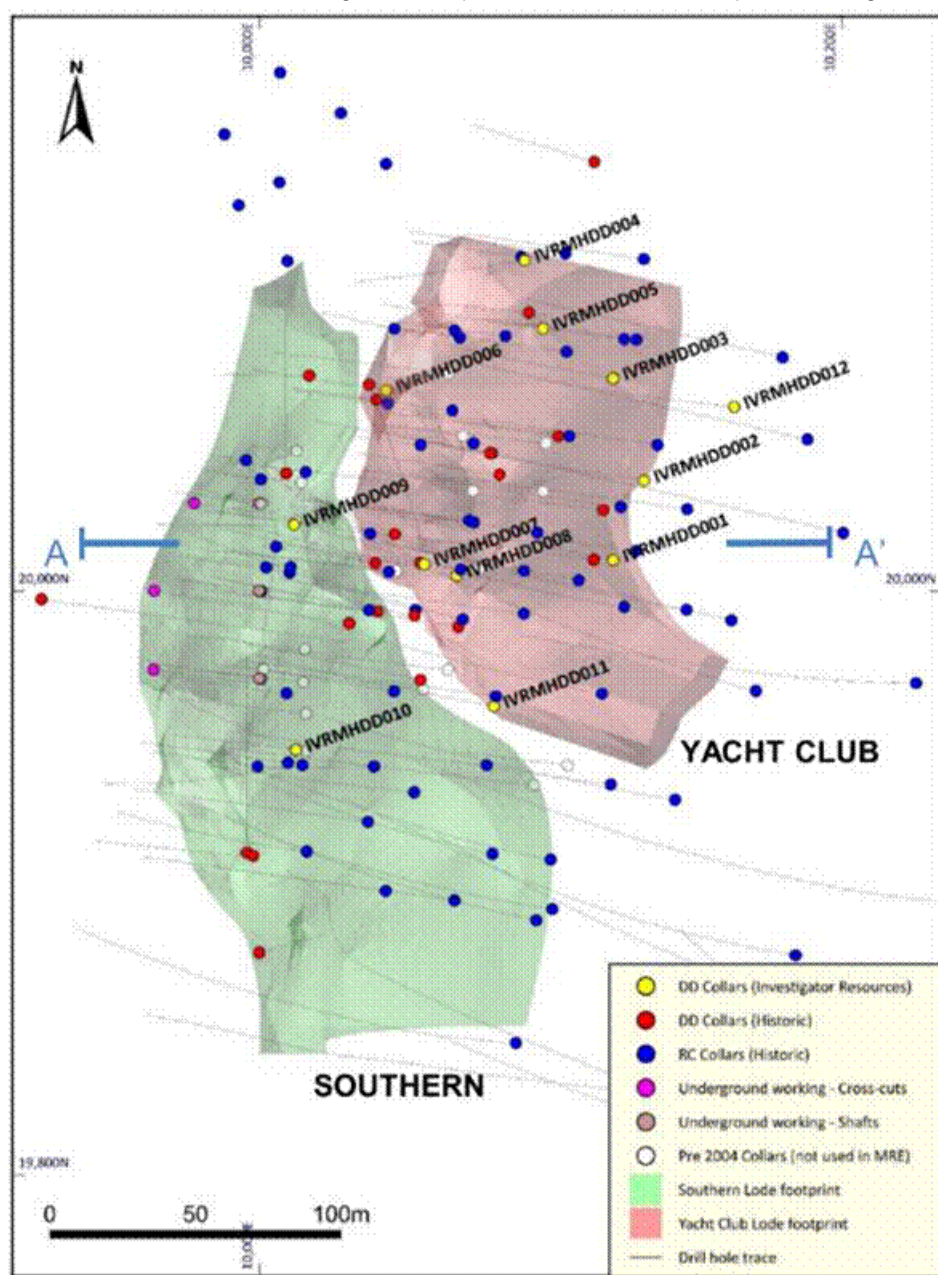 10,000E
10,200E
N
IVRMHDD004
IVRMHDD005
IVRMHDD003
IVRMHDD006
IVRMHDD012
IVRMHDD002
IVRMHDD009
IVRMHDD007
IVRMHDD008
IVRMHDD001
A
A'
20,000N
20,000N
IVRMHDD011
IVRMHDD010
YACHT CLUB
SOUTHERN
19,800N
0 50 100m
10,000E
DD Collars (Investigator Resources)
DD Collars (Historic)
RC Collars (Historic)
Underground working - Cross-cuts
Underground working - Shafts
Pre 2004 Collars (not used in MRE)
Southern Lode footprint
Yacht Club Lode footprint
Drill hole trace